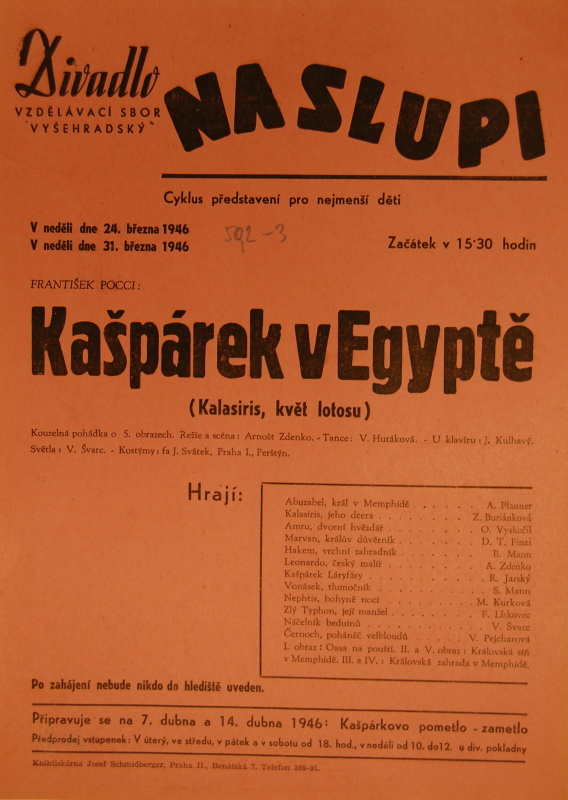 Divadlo
VZDĚLÁVACÍ SBOR
"VYŠEHRADSKÝ"
NA SLUPI
Cyklus představení pro nejmenší děti
V neděli dne 24. března 1946
V neděli dne 31. března 1946
592-3
Začátek v 15·30 hodin
FRANTIŠEK POCCI:
Kašpárek v Egyptě
(Kalasiris, květ lotosu)
Kouzelná pohádka o 5. obrazech. Režie a scéna: Arnošt Zdenko. - Tance: V. Hutáková. - U klavíru: J. Kulhavý.
Světla: V. Švarc. - Kostýmy: fa J. Svátek, Praha I., Perštýn.
Hrají:
Abuzabel, král v Memphidě . . . . . . A. Planner
Kalasiris, jeho dcera . . . . . . . . Z. Buriánková
Amru, dvorní hvězdář . . . . . . . . O. Vyskočil
Marvan, králův důvěrník . . . . . . . D. T. Finzi
Hakem, vrchní zahradník . . . . . . . B. Mann
Leonardo, český malíř . . . . . . . . A. Zdenko
Kašpárek Láryfáry . . . . . . . . . R. Jarský
Vonásek, tlumočník . . . . . . . . . S. Mann
Nephtis, bohyně noci . . . . . . . . M. Kurková
Zlý Typhon, její manžel . . . . . . . F. Liškovec
Náčelník beduinů . . . . . . . . . . V. Švarc
Černoch, poháněč velbloudů . . . . . . V. Pejcharová
I. obraz: Oasa na poušti. II. a V. obraz: Královská síň
v Memphidě. III. a IV.: Královská zahrada v Memphidě.
Po zahájení nebude nikdo do hlediště uveden.
Připravuje se na 7. dubna a 14. dubna 1946: Kašpárkovo pometlo - zametlo
Předprodej vstupenek: V úterý, ve středu, v pátek a v sobotu od 18. hod., v neděli od 10. do 12. u div. pokladny
Knihtiskárna Josef Schmidberger, Praha II., Benátská 7. Telefon 369-91.